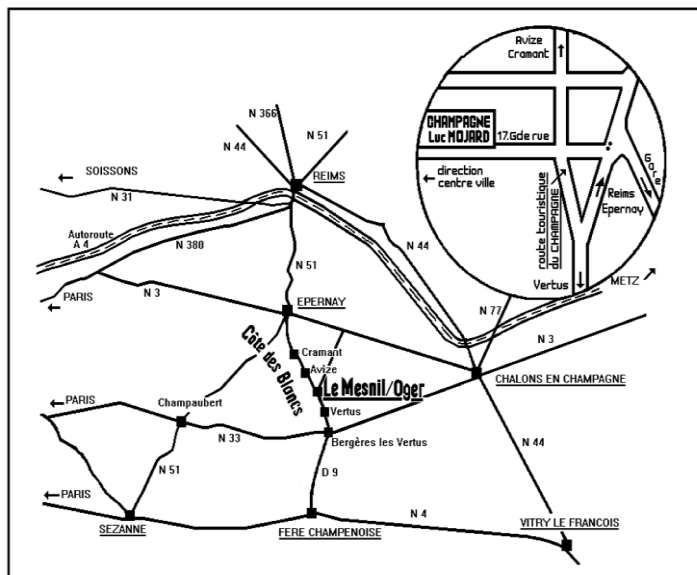 Avize
Cramant
CHAMPAGNE
Luc MOJARD
17.Gde rue
direction
centre ville
route touristique
du CHAMPAGNE
Gare
Reims
Epernay
Vertus
METZ
N 366
N 44
N 51
SOISSONS
REIMS
N 31
Autoroute
A 4
N 380
N 44
N 51
PARIS
N 3
EPERNAY
N 77
N 3
Côte des Blancs
Cramant
Avize
Le Mesnil/Oger
CHALONS EN CHAMPAGNE
PARIS
Champaubert
Vertus
N 33
Bergères les Vertus
N 44
N 51
D 9
PARIS
N 4
SEZANNE
FERE CHAMPENOISE
VITRY LE FRANCOIS